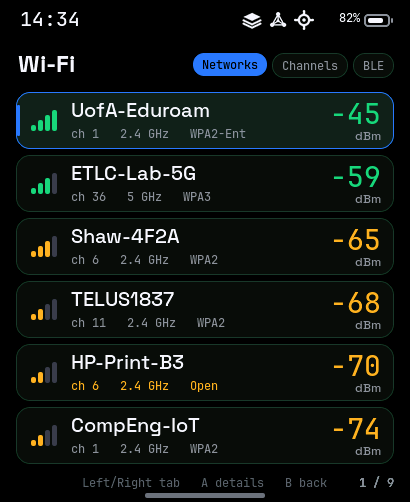 14:34 82%
Wi-Fi Networks Channels BLE
UofA-Eduroam -45
ch 1 2.4 GHz WPA2-Ent dBm
ETLC-Lab-5G -59
ch 36 5 GHz WPA3 dBm
Shaw-4F2A -65
ch 6 2.4 GHz WPA2 dBm
TELUS1837 -68
ch 11 2.4 GHz WPA2 dBm
HP-Print-B3 -70
ch 6 2.4 GHz Open dBm
CompEng-IoT -74
ch 1 2.4 GHz WPA2 dBm
Left/Right tab A details B back 1 / 9